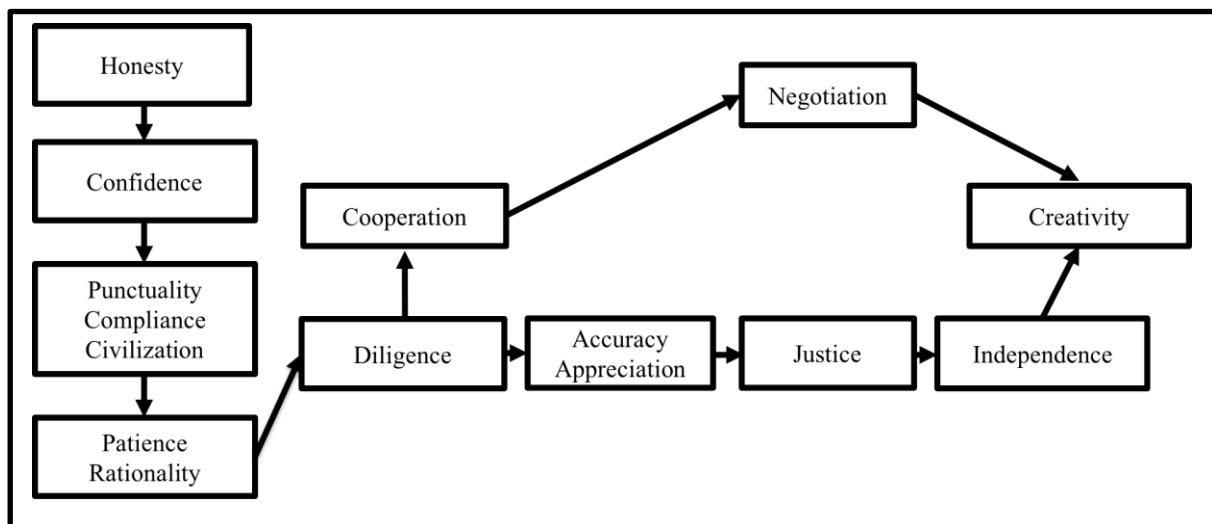 Honesty
Confidence
Punctuality
Compliance
Civilization
Patience
Rationality
Diligence
Cooperation
Negotiation
Accuracy
Appreciation
Justice
Independence
Creativity